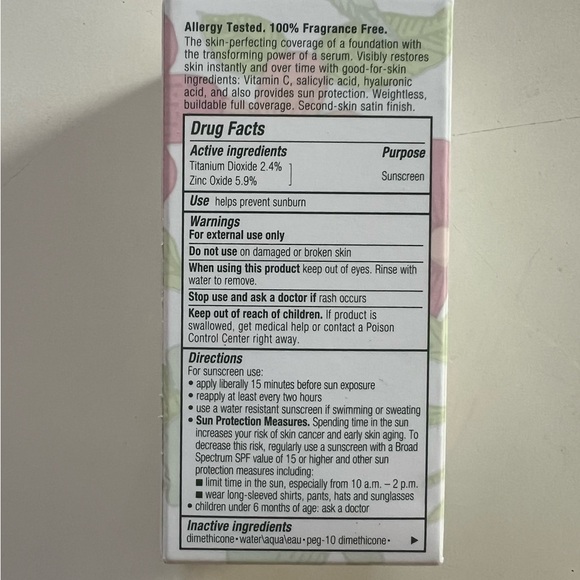 Allergy Tested. 100% Fragrance Free.
The skin-perfecting coverage of a foundation with
the transforming power of a serum. Visibly restores
skin instantly and over time with good-for-skin
ingredients: Vitamin C, salicylic acid, hyaluronic
acid, and also provides sun protection. Weightless,
buildable full coverage. Second-skin satin finish.
Drug Facts
Active ingredients Purpose
Titanium Dioxide 2.4%
Zinc Oxide 5.9% Sunscreen
Use helps prevent sunburn
Warnings
For external use only
Do not use on damaged or broken skin
When using this product keep out of eyes. Rinse with
water to remove.
Stop use and ask a doctor if rash occurs
Keep out of reach of children. If product is
swallowed, get medical help or contact a Poison
Control Center right away.
Directions
For sunscreen use:
• apply liberally 15 minutes before sun exposure
• reapply at least every two hours
• use a water resistant sunscreen if swimming or sweating
• Sun Protection Measures. Spending time in the sun
increases your risk of skin cancer and early skin aging. To
decrease this risk, regularly use a sunscreen with a Broad
Spectrum SPF value of 15 or higher and other sun
protection measures including:
■ limit time in the sun, especially from 10 a.m. – 2 p.m.
■ wear long-sleeved shirts, pants, hats and sunglasses
• children under 6 months of age: ask a doctor
Inactive ingredients
dimethicone • water\aqua\eau • peg-10 dimethicone •